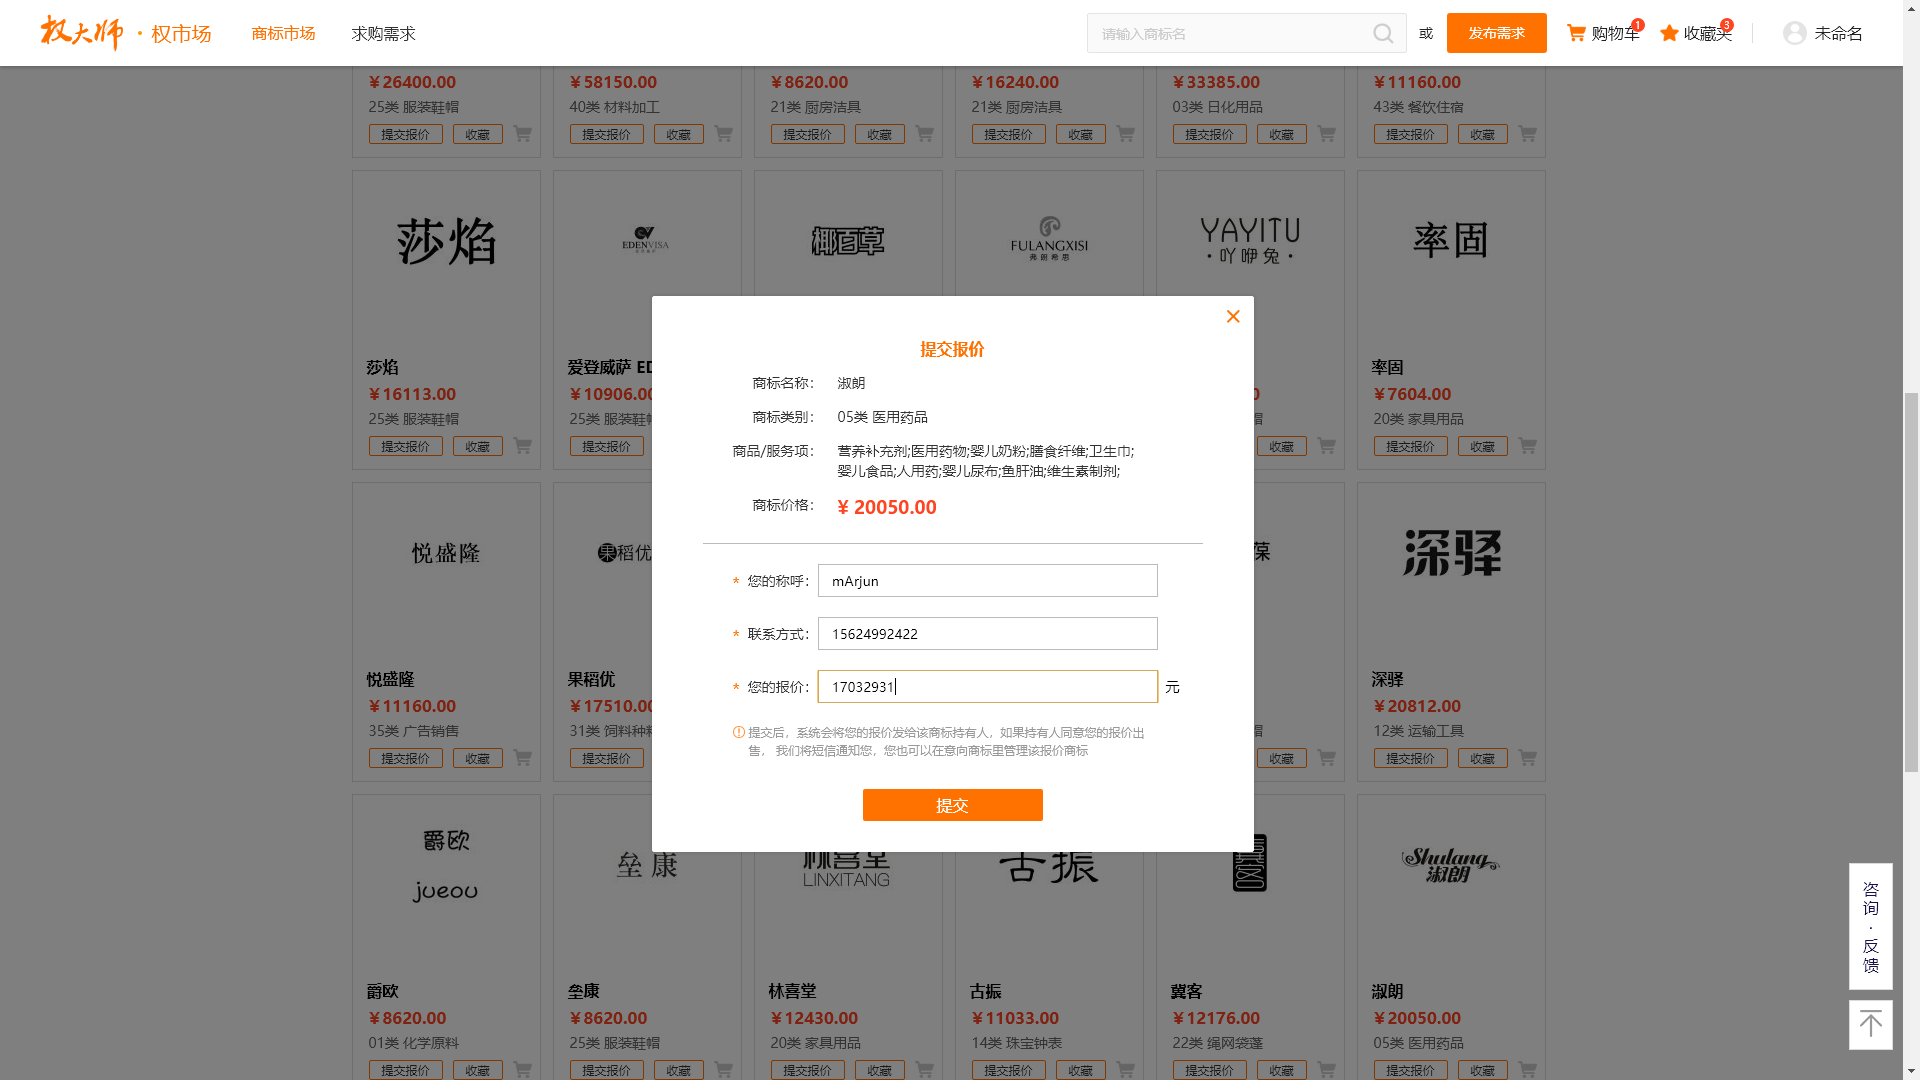 权大师 · 权市场 商标市场 求购需求 请输入商标名 或 发布需求 购物车 1 收藏夹 3 未命名
¥26400.00 ¥58150.00 ¥8620.00 ¥16240.00 ¥33385.00 ¥11160.00
25类 服装鞋帽 40类 材料加工 21类 厨房洁具 21类 厨房洁具 03类 日化用品 43类 餐饮住宿
提交报价 收藏 提交报价 收藏 提交报价 收藏 提交报价 收藏 提交报价 收藏 提交报价 收藏
莎焰 EDENVISA 椰百草 FULANGXISI 弗朗希思 YAYITU ·吖咿兔· 率固
莎焰 爱登威萨 ED 率固
¥16113.00 ¥10906.00 0 ¥7604.00
25类 服装鞋帽 25类 服装鞋 帽 20类 家具用品
提交报价 收藏 提交报价 收藏 提交报价 收藏
提交报价
商标名称： 淑朗
商标类别： 05类 医用药品
商品/服务项： 营养补充剂;医用药物;婴儿奶粉;膳食纤维;卫生巾;
婴儿食品;人用药;婴儿尿布;鱼肝油;维生素制剂;
商标价格： ¥ 20050.00
* 您的称呼： mArjun
* 联系方式： 15624992422
* 您的报价： 17032931 元
提交后，系统会将您的报价发给该商标持有人，如果持有人同意您的报价出
售， 我们将短信通知您，您也可以在意向商标里管理该报价商标
提交
悦盛隆 果稻优 葆 深驿
悦盛隆 果稻优 深驿
¥11160.00 ¥17510.00 ¥20812.00
35类 广告销售 31类 饲料种 帽 12类 运输工具
提交报价 收藏 提交报价 收藏 提交报价 收藏
爵欧 jueou 垒康 林喜堂 LINXITANG 古振 Shulang 淑朗
爵欧 垒康 林喜堂 古振 冀客 淑朗
¥8620.00 ¥8620.00 ¥12430.00 ¥11033.00 ¥12176.00 ¥20050.00
01类 化学原料 25类 服装鞋帽 20类 家具用品 14类 珠宝钟表 22类 绳网袋蓬 05类 医用药品
提交报价 收藏 提交报价 收藏 提交报价 收藏 提交报价 收藏 提交报价 收藏 提交报价 收藏
咨
询
·
反
馈